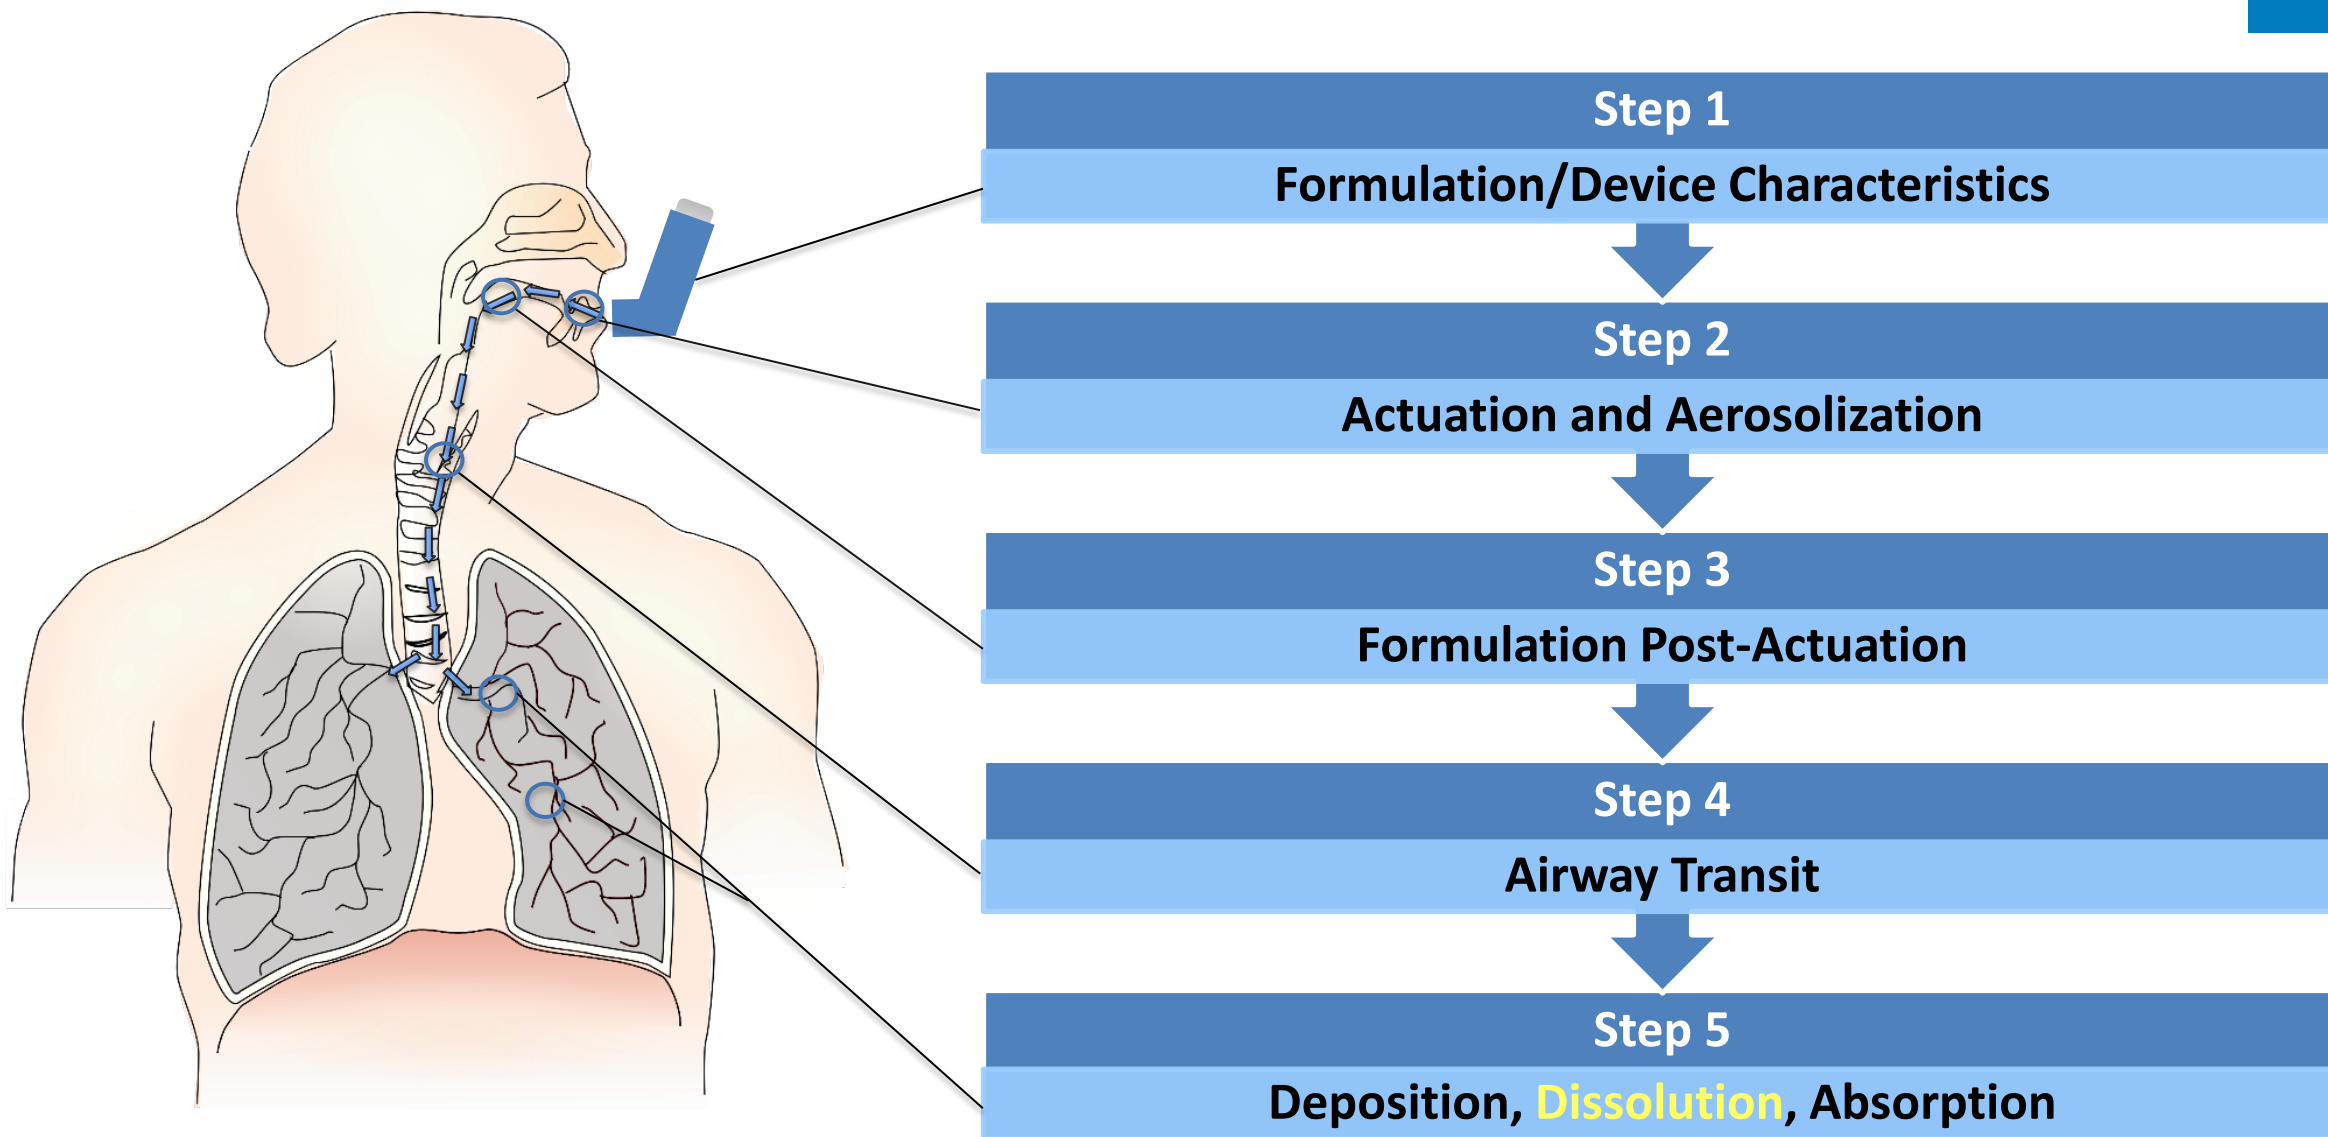 Step 1
Formulation/Device Characteristics
Step 2
Actuation and Aerosolization
Step 3
Formulation Post-Actuation
Step 4
Airway Transit
Step 5
Deposition, Dissolution, Absorption